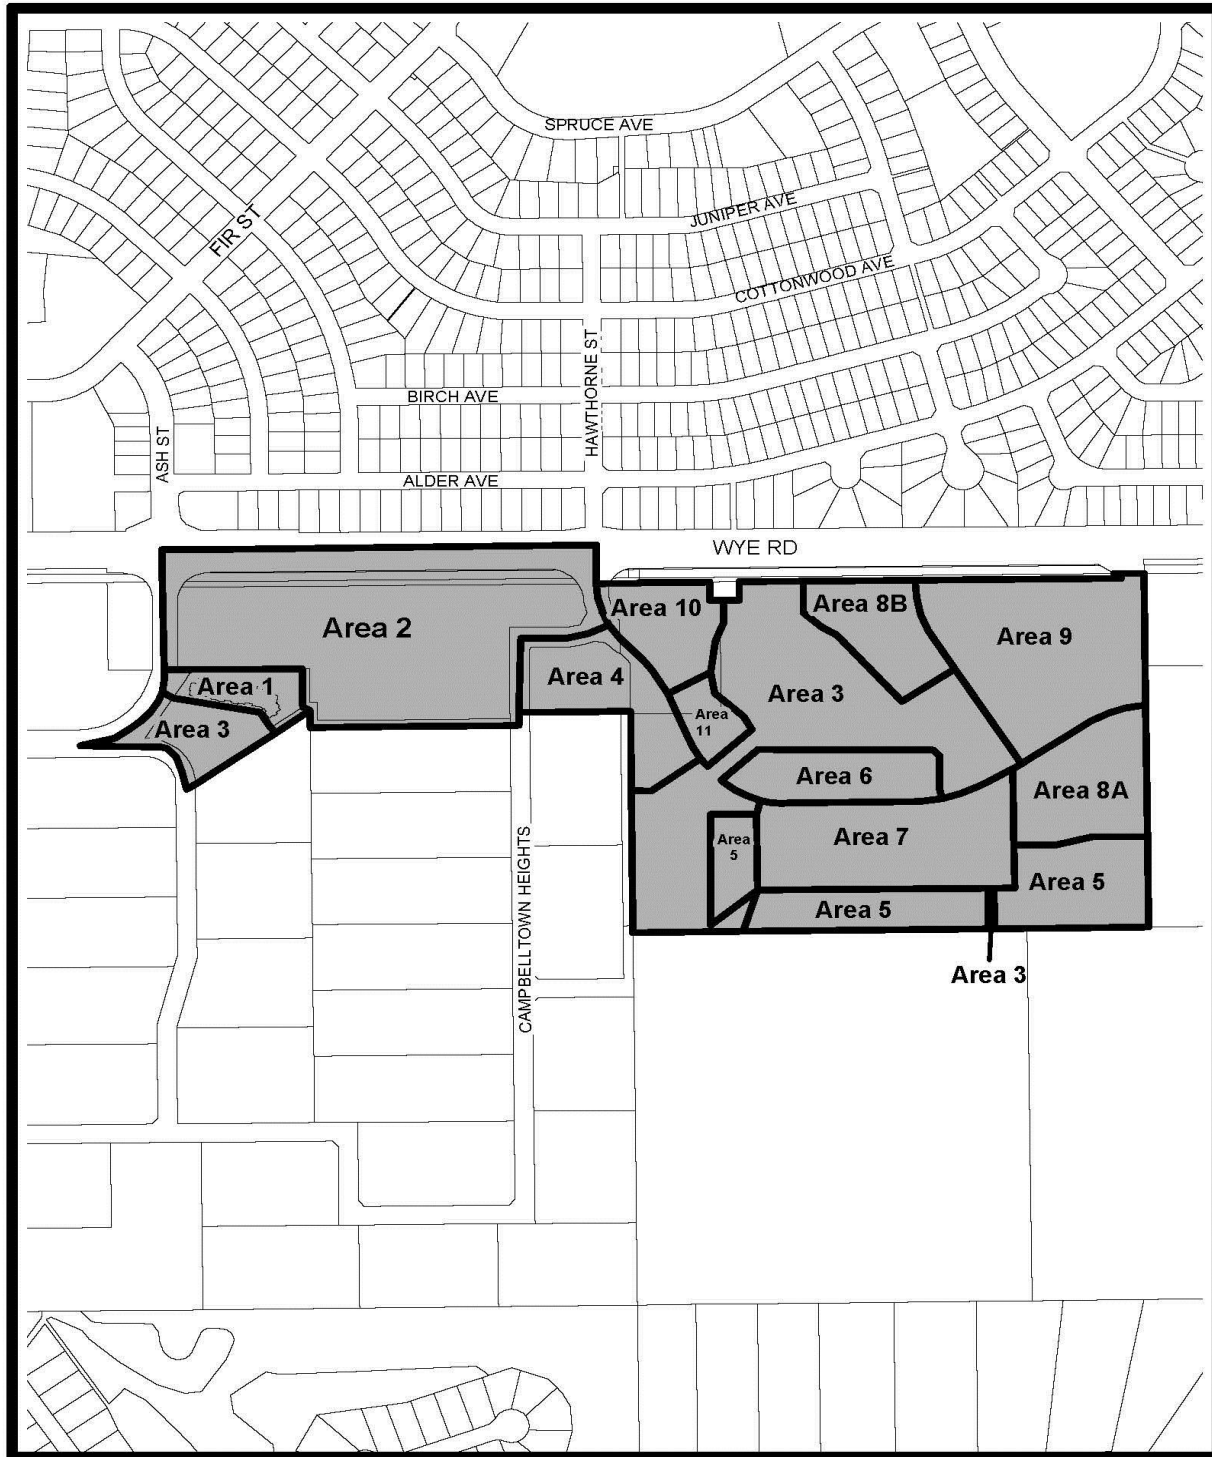 SPRUCE AVE
JUNIPER AVE
FIR ST
COTTONWOOD AVE
HAWTHORNE ST
BIRCH AVE
ASH ST
ALDER AVE
WYE RD
Area 10
Area 8B
Area 2
Area 9
Area 4
Area 1
Area 3
Area
11
Area 3
Area 6
Area 8A
Area 7
Area
5
Area 5
Area 5
CAMPBELLTOWN HEIGHTS
Area 3